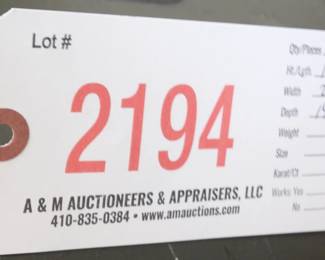 Lot #
2194
A & M AUCTIONEERS & APPRAISERS, LLC
410-835-0384 • www.amauctions.com
Qty/Pieces
Ht./Lgth.
Width
Depth
Weight
Size
Karat/Ct
Works: Yes
No